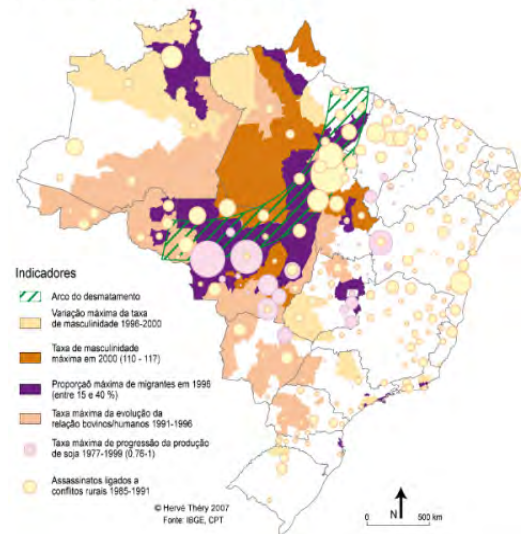 Indicadores
Arco do desmatamento
Variação máxima da taxa
de masculinidade 1996-2000
Taxa de masculinidade
máxima em 2000 (110 - 117)
Proporçaõ máxima de migrantes em 1996
(entre 15 e 40 %)
Taxa máxima da evolução da
relação bovinos/humanos 1991-1996
Taxa máxima de progressão da produção
de soja 1977-1999 (0.76-1)
Assassinatos ligados a
conflitos rurais 1985-1991
© Hervé Théry 2007
Fonte: IBGE, CPT
N
0 500 km